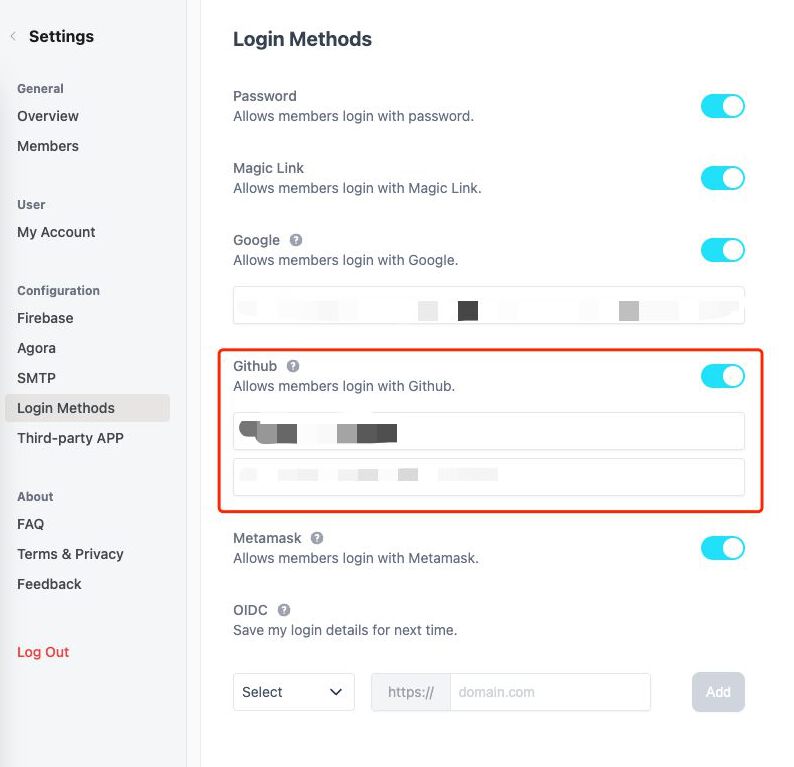 Settings
General
Overview
Members
User
My Account
Configuration
Firebase
Agora
SMTP
Login Methods
Third-party APP
About
FAQ
Terms & Privacy
Feedback
Log Out
Login Methods
Password
Allows members login with password.
Magic Link
Allows members login with Magic Link.
Google ?
Allows members login with Google.
Github ?
Allows members login with Github.
Metamask ?
Allows members login with Metamask.
OIDC ?
Save my login details for next time.
Select https:// domain.com Add